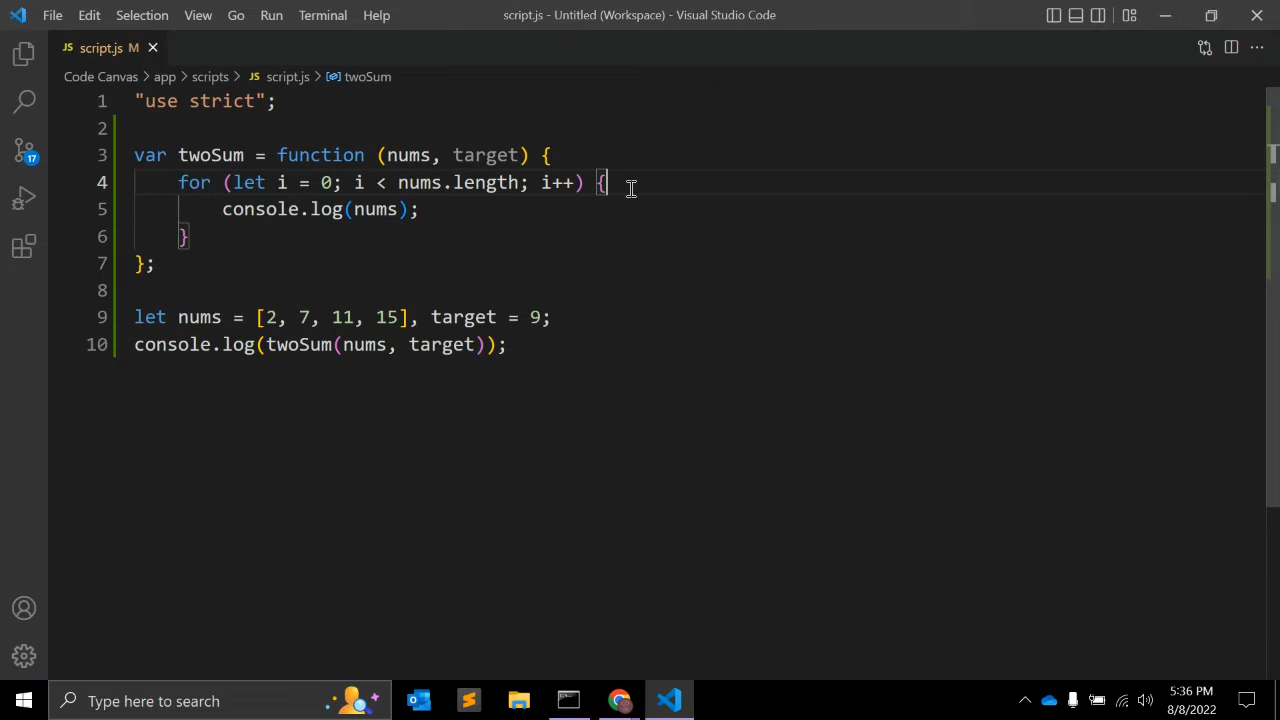 File Edit Selection View Go Run Terminal Help script.js - Untitled (Workspace) - Visual Studio Code
JS script.js M
Code Canvas > app > scripts > JS script.js > twoSum
1 "use strict";
2
3 var twoSum = function (nums, target) {
4 for (let i = 0; i < nums.length; i++) {
5 console.log(nums);
6 }
7 };
8
9 let nums = [2, 7, 11, 15], target = 9;
10 console.log(twoSum(nums, target));
17
Type here to search
5:36 PM
8/8/2022